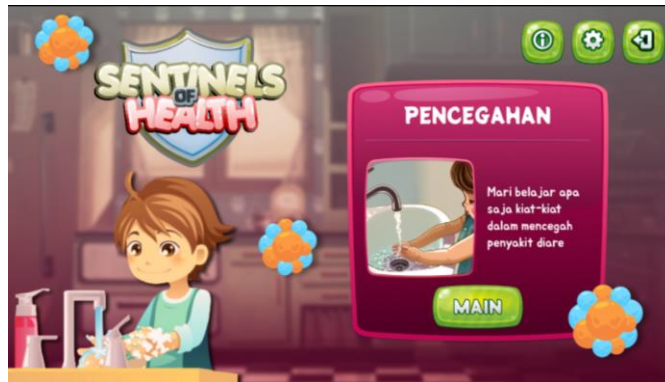 SENTINELS
OF
HEALTH
PENCEGAHAN
Mari belajar apa
saja kiat-kiat
dalam mencegah
penyakit diare
MAIN